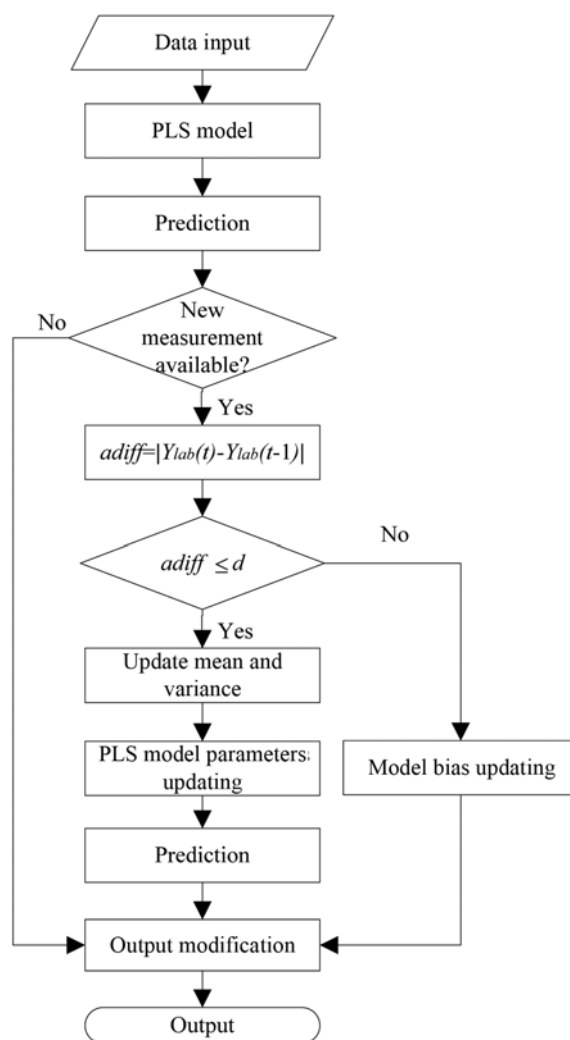 Data input
PLS model
Prediction
No
New
measurement
available?
Yes
adiff=|Ylab(t)-Ylab(t-1)|
No
adiff ≤ d
Yes
Update mean and
variance
PLS model parameters
updating
Model bias updating
Prediction
Output modification
Output